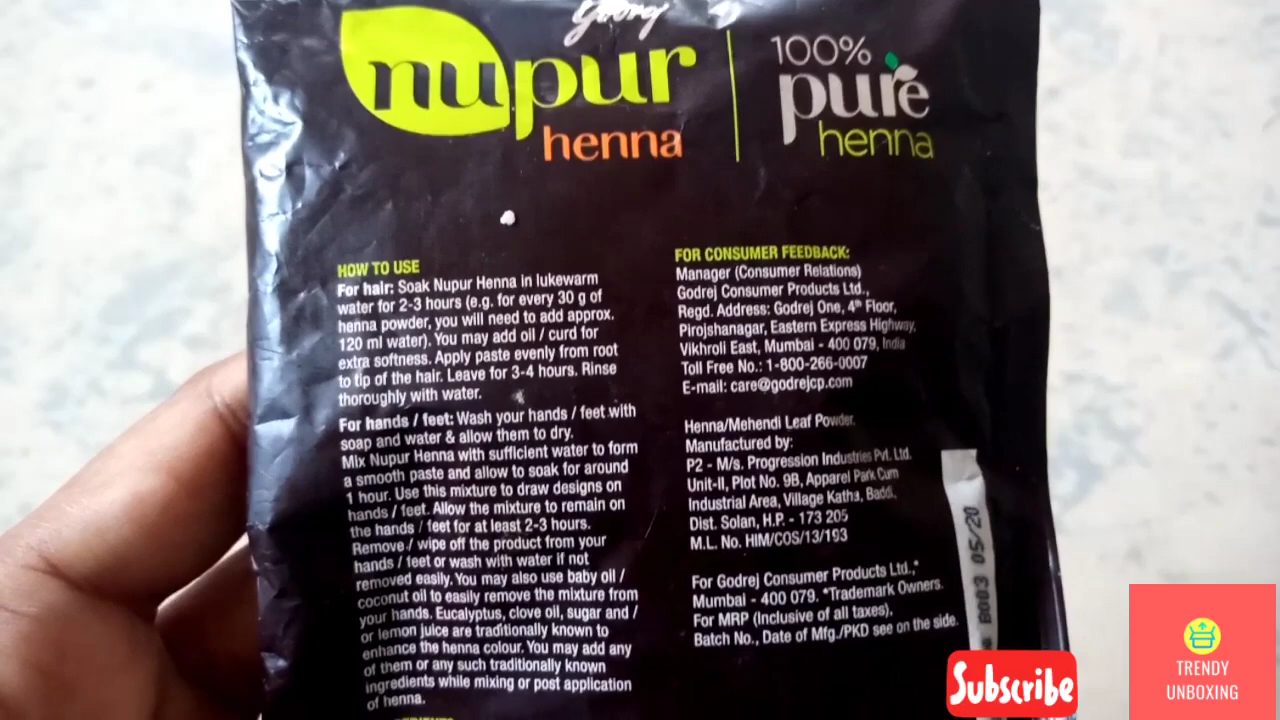 Godrej
nupur
henna
100%
pure
henna
HOW TO USE
For hair: Soak Nupur Henna in lukewarm
water for 2-3 hours (e.g. for every 30 g of
henna powder, you will need to add approx.
120 ml water). You may add oil / curd for
extra softness. Apply paste evenly from root
to tip of the hair. Leave for 3-4 hours. Rinse
thoroughly with water.
For hands / feet: Wash your hands / feet with
soap and water & allow them to dry.
Mix Nupur Henna with sufficient water to form
a smooth paste and allow to soak for around
1 hour. Use this mixture to draw designs on
hands / feet. Allow the mixture to remain on
the hands / feet for at least 2-3 hours.
Remove / wipe off the product from your
hands / feet or wash with water if not
removed easily. You may also use baby oil /
coconut oil to easily remove the mixture from
your hands. Eucalyptus, clove oil, sugar and /
or lemon juice are traditionally known to
enhance the henna colour. You may add any
of them or any such traditionally known
ingredients while mixing or post application
of henna.
FOR CONSUMER FEEDBACK:
Manager (Consumer Relations)
Godrej Consumer Products Ltd.,
Regd. Address: Godrej One, 4th Floor,
Pirojshanagar, Eastern Express Highway,
Vikhroli East, Mumbai - 400 079, India
Toll Free No.: 1-800-266-0007
E-mail: care@godrejcp.com
Henna/Mehendi Leaf Powder.
Manufactured by:
P2 - M/s. Progression Industries Pvt. Ltd.
Unit-II, Plot No. 9B, Apparel Park Cum
Industrial Area, Village Katha, Baddi,
Dist. Solan, H.P. - 173 205
M.L. No. HIM/COS/13/193
For Godrej Consumer Products Ltd.,*
Mumbai - 400 079. *Trademark Owners.
For MRP (Inclusive of all taxes).
Batch No., Date of Mfg./PKD see on the side.
B003 05/20
Subscribe
TRENDY
UNBOXING